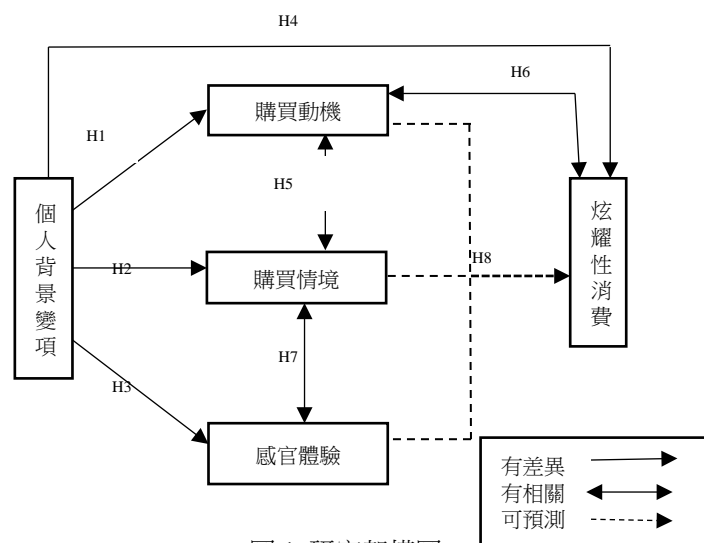 H4
H6
購買動機
H1
H5
個人背景變項
炫耀性消費
H8
H2
購買情境
H7
H3
感官體驗
有差異
有相關
可預測